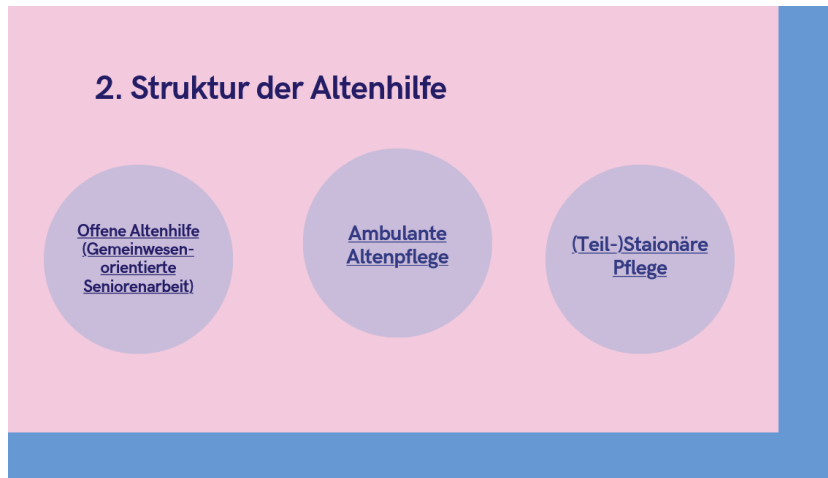 2. Struktur der Altenhilfe
Offene Altenhilfe
(Gemeinwesen-
orientierte
Seniorenarbeit)
Ambulante
Altenpflege
(Teil-)Staionäre
Pflege